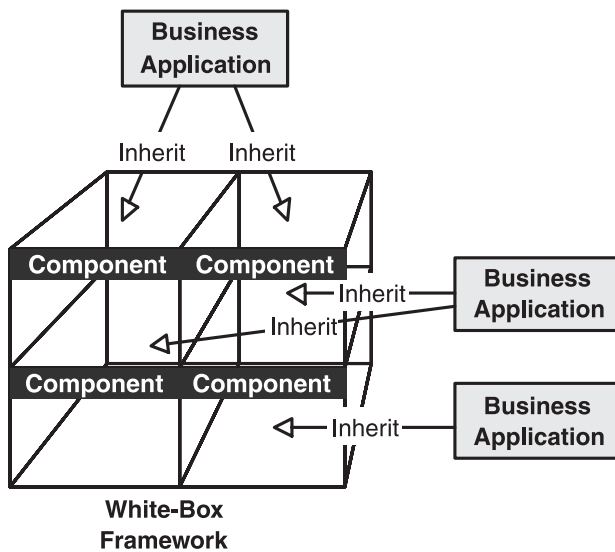 Business
Application
Inherit Inherit
Component Component
Business
Application
Inherit
Inherit
Component Component
Business
Application
Inherit
White-Box
Framework